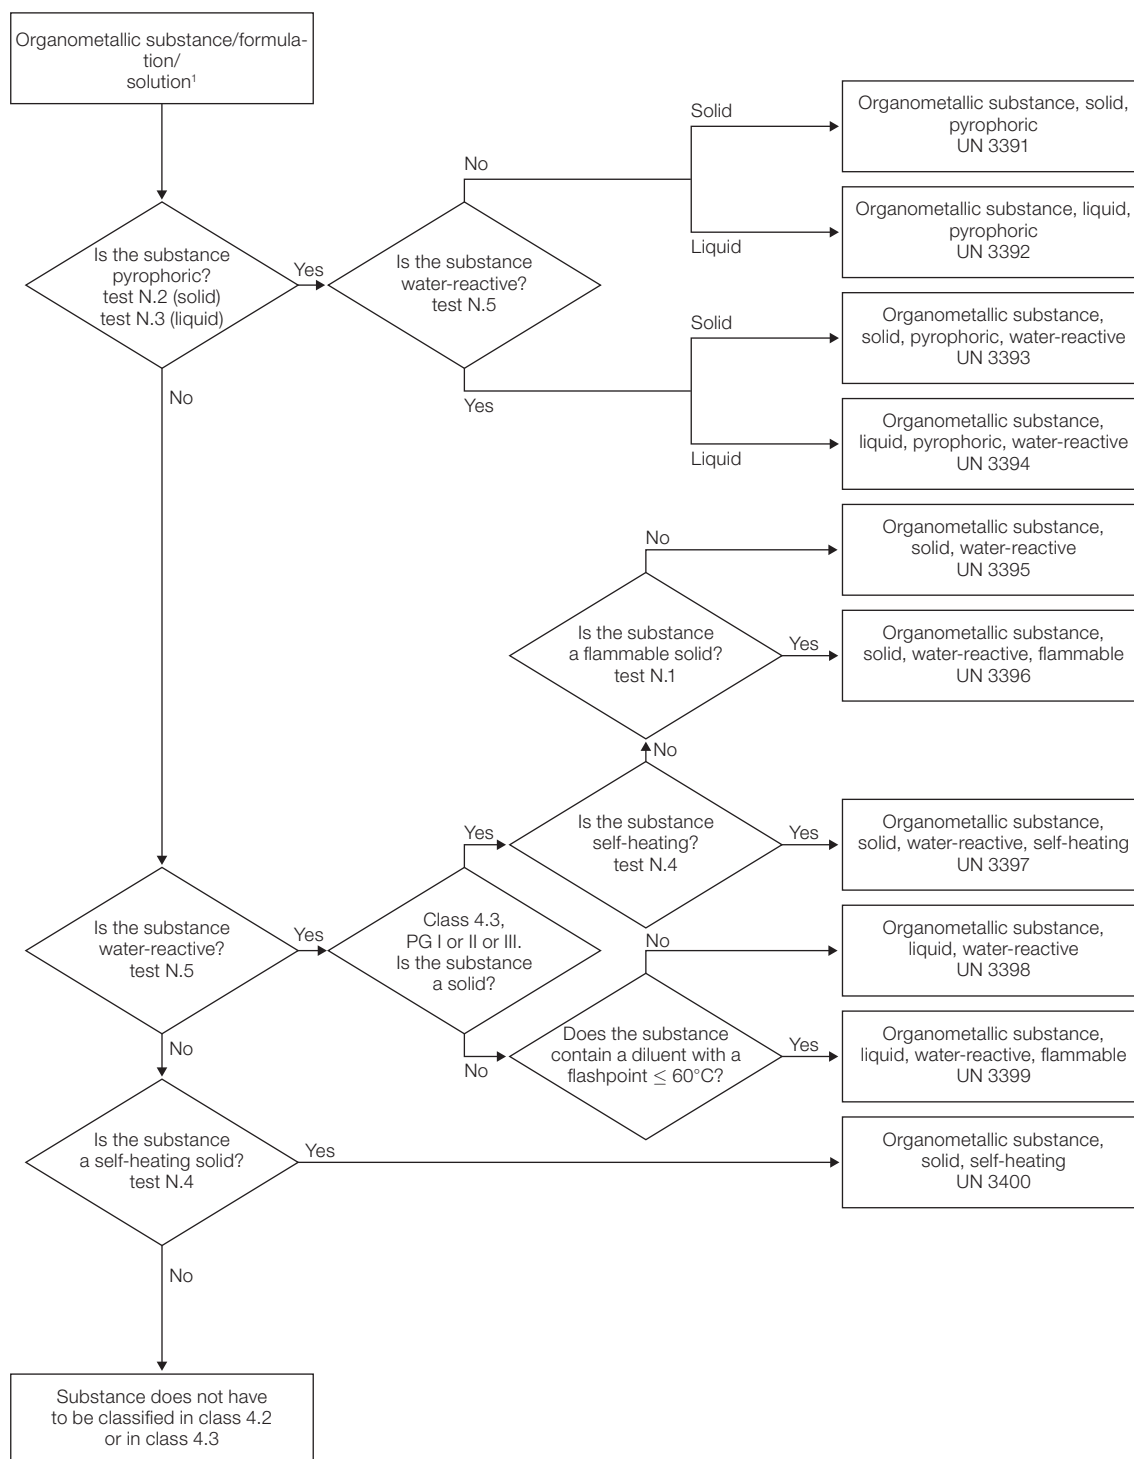 Organometallic substance/formula-
tion/
solution¹
Solid
Organometallic substance, solid,
pyrophoric
UN 3391
No
Liquid
Organometallic substance, liquid,
pyrophoric
UN 3392
Is the substance
pyrophoric?
test N.2 (solid)
test N.3 (liquid)
Yes
Is the substance
water-reactive?
test N.5
Solid
Organometallic substance,
solid, pyrophoric, water-reactive
UN 3393
No
Yes
Liquid
Organometallic substance,
liquid, pyrophoric, water-reactive
UN 3394
No
Organometallic substance,
solid, water-reactive
UN 3395
Is the substance
a flammable solid?
test N.1
Yes
Organometallic substance,
solid, water-reactive, flammable
UN 3396
No
Yes
Is the substance
self-heating?
test N.4
Yes
Organometallic substance,
solid, water-reactive, self-heating
UN 3397
Is the substance
water-reactive?
test N.5
Yes
Class 4.3,
PG I or II or III.
Is the substance
a solid?
No
Organometallic substance,
liquid, water-reactive
UN 3398
No
No
Does the substance
contain a diluent with a
flashpoint ≤ 60°C?
Yes
Organometallic substance,
liquid, water-reactive, flammable
UN 3399
Is the substance
a self-heating solid?
test N.4
Yes
Organometallic substance,
solid, self-heating
UN 3400
No
Substance does not have
to be classified in class 4.2
or in class 4.3